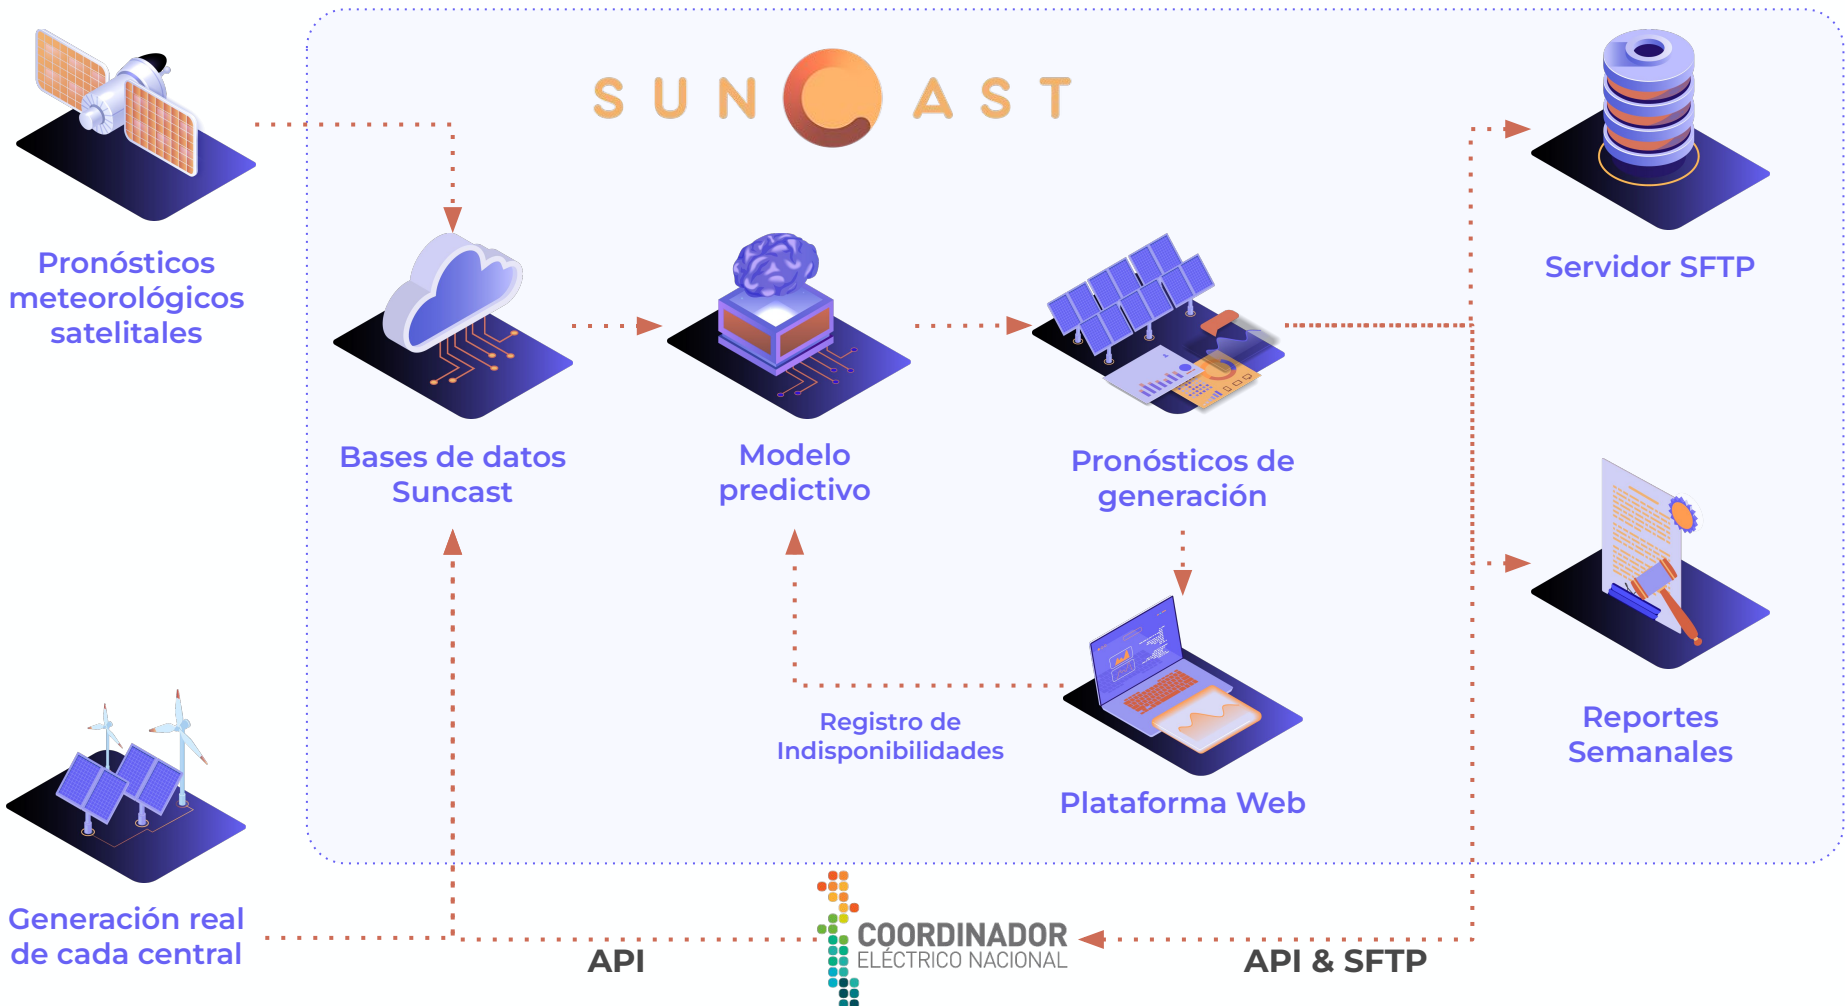 SUNCAST
Pronósticos
meteorológicos
satelitales
Servidor SFTP
Bases de datos
Suncast
Modelo
predictivo
Pronósticos de
generación
Registro de
Indisponibilidades
Plataforma Web
Reportes
Semanales
Generación real
de cada central
API
COORDINADOR
ELÉCTRICO NACIONAL
API & SFTP